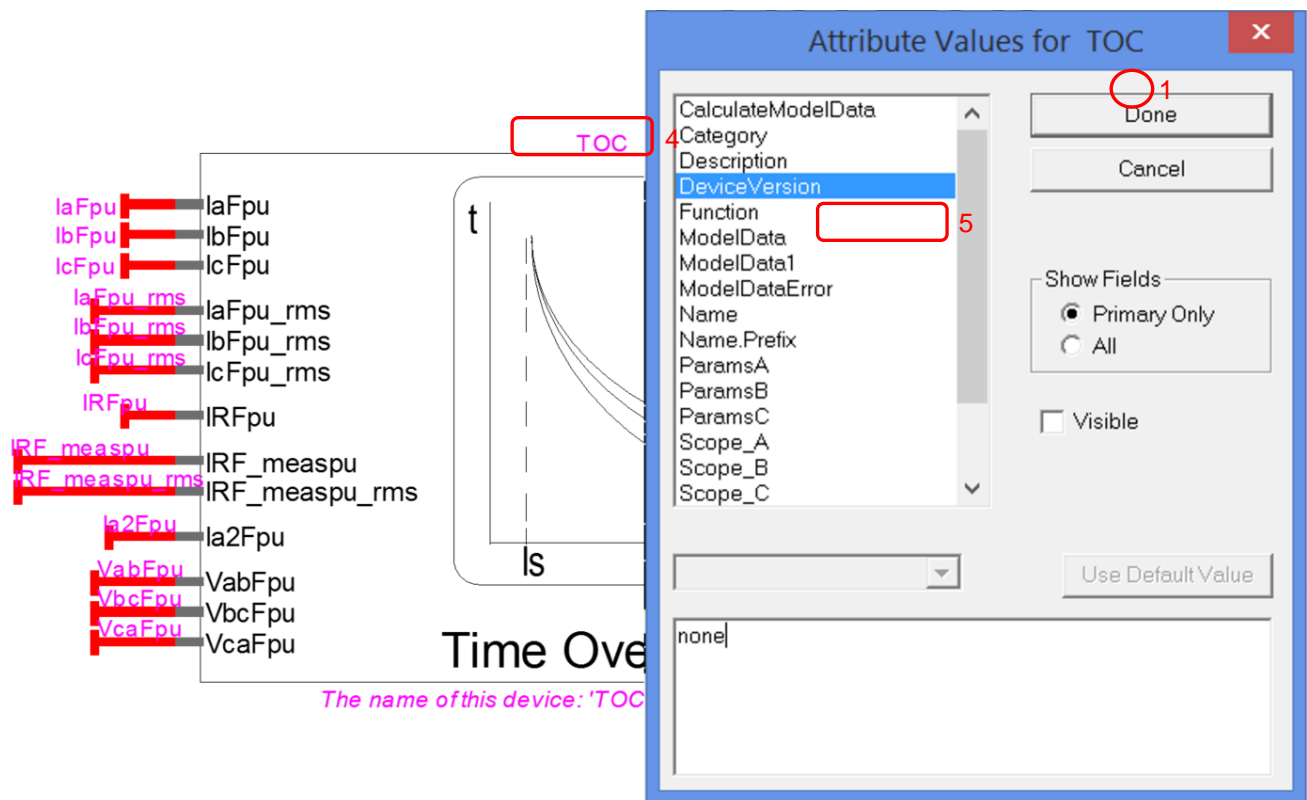 Attribute Values for TOC
1
Done
Cancel
TOC
4
5
CalculateModelData
Category
Description
DeviceVersion
Function
ModelData
ModelData1
ModelDataError
Name
Name.Prefix
ParamsA
ParamsB
ParamsC
Scope_A
Scope_B
Scope_C
Show Fields
Primary Only
All
Visible
Use Default Value
none
IaFpu IaFpu
IbFpu IbFpu
IcFpu IcFpu
IaFpu_rms IaFpu_rms
IbFpu_rms IbFpu_rms
IcFpu_rms IcFpu_rms
IRFpu IRFpu
IRF_measpu IRF_measpu
IRF_measpu_rms IRF_measpu_rms
Ia2Fpu Ia2Fpu
VabFpu VabFpu
VbcFpu VbcFpu
VcaFpu VcaFpu
t
Is
Time Ove
The name of this device: 'TOC